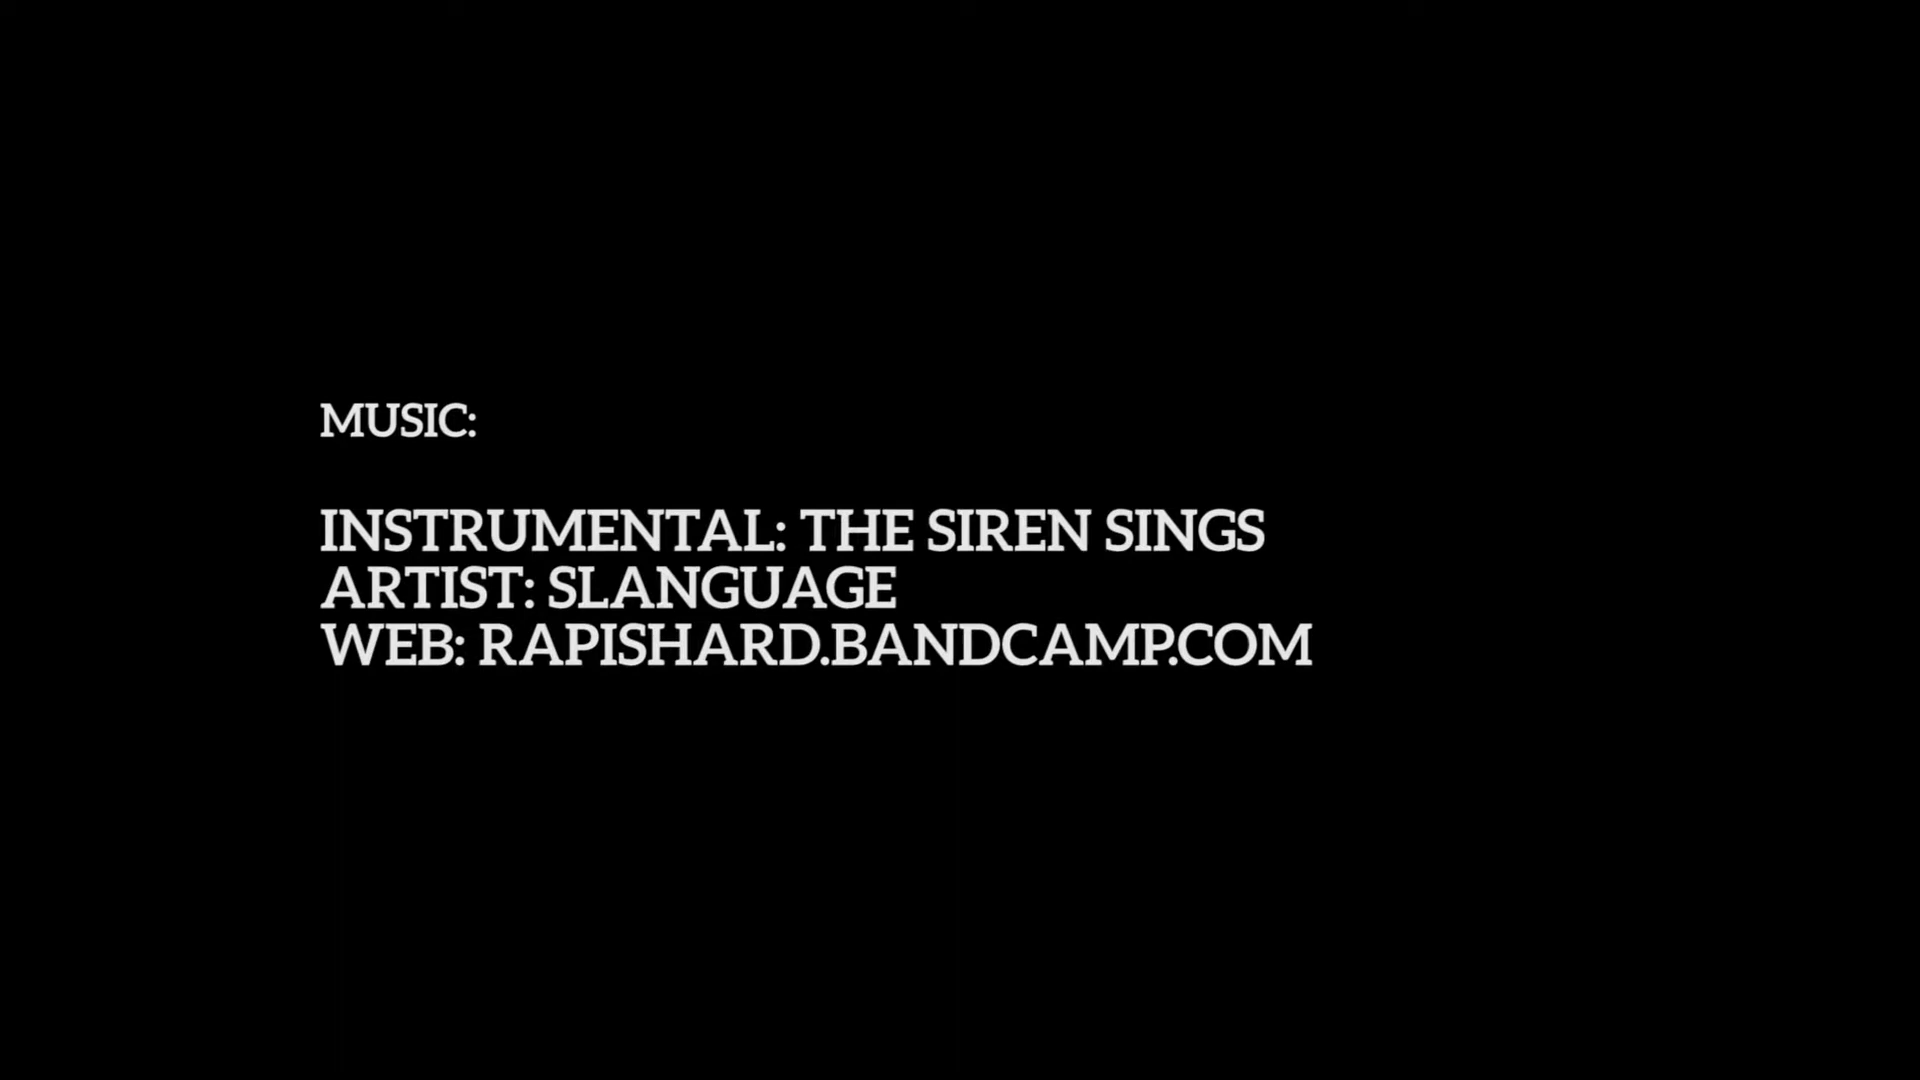 MUSIC:
INSTRUMENTAL: THE SIREN SINGS
ARTIST: SLANGUAGE
WEB: RAPISHARD.BANDCAMP.COM